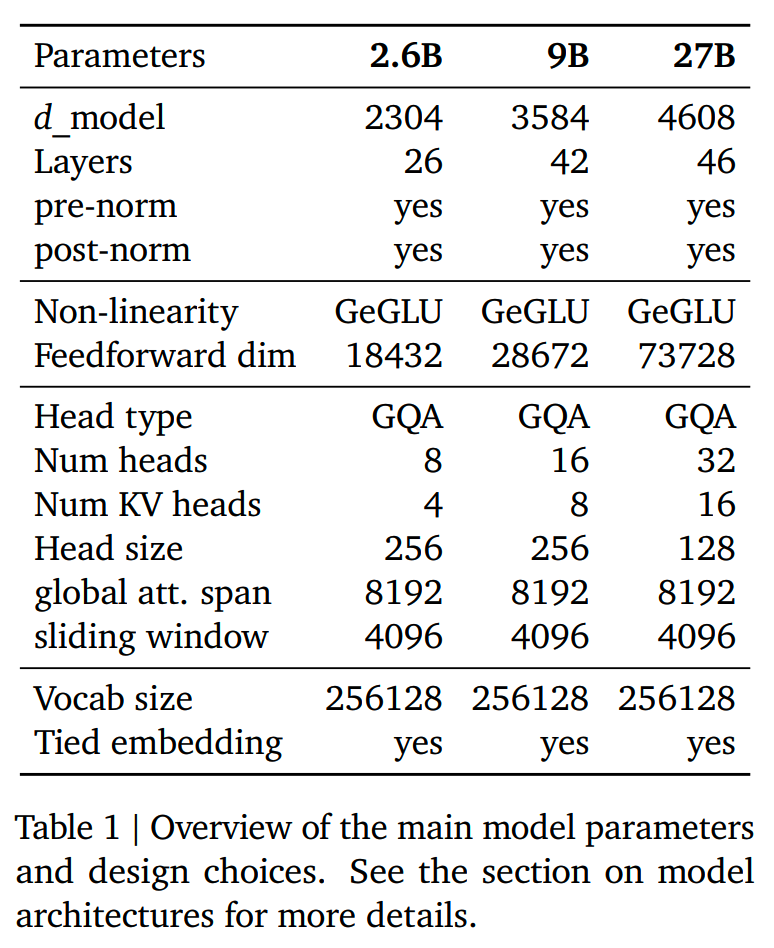 Parameters 2.6B 9B 27B
d_model 2304 3584 4608
Layers 26 42 46
pre-norm yes yes yes
post-norm yes yes yes
Non-linearity GeGLU GeGLU GeGLU
Feedforward dim 18432 28672 73728
Head type GQA GQA GQA
Num heads 8 16 32
Num KV heads 4 8 16
Head size 256 256 128
global att. span 8192 8192 8192
sliding window 4096 4096 4096
Vocab size 256128 256128 256128
Tied embedding yes yes yes
Table 1 | Overview of the main model parameters
and design choices. See the section on model
architectures for more details.